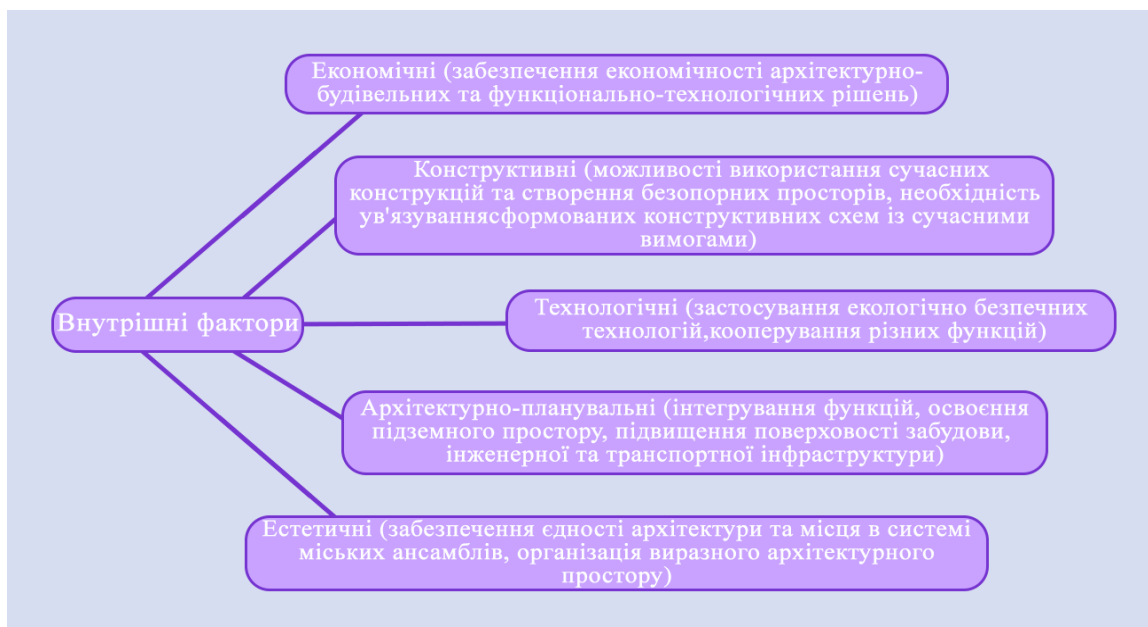 Економічні (забезпечення економічності архітектурно-
будівельних та функціонально-технологічних рішень)
Конструктивні (можливості використання сучасних
конструкцій та створення безопорних просторів, необхідність
ув'язуваннясформованих конструктивних схем із сучасними
вимогами)
Внутрішні фактори
Технологічні (застосування екологічно безпечних
технологій,кооперування різних функцій)
Архітектурно-планувальні (інтегрування функцій, освоєння
підземного простору, підвищення поверховості забудови,
інженерної та транспортної інфраструктури)
Естетичні (забезпечення єдності архітектури та місця в системі
міських ансамблів, організація виразного архітектурного
простору)